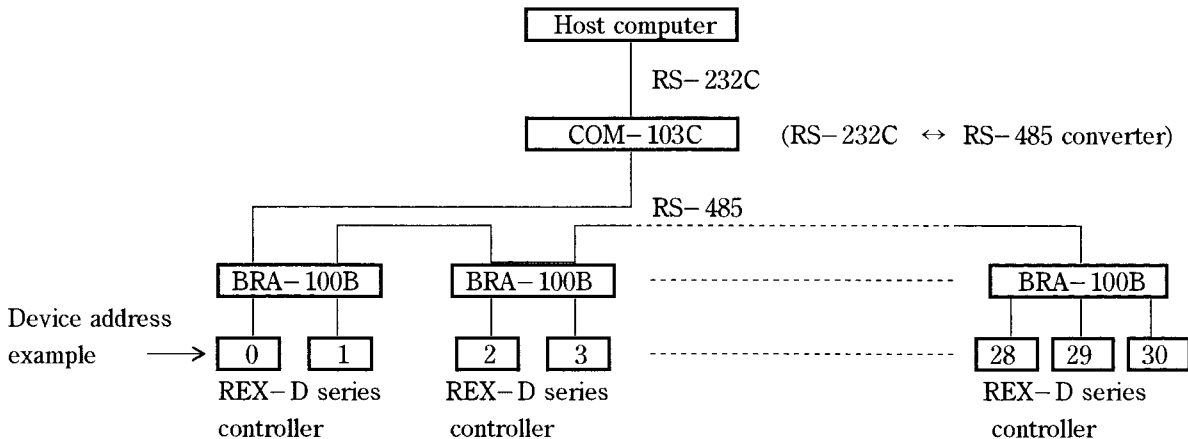 Host computer
RS-232C
COM-103C (RS-232C ↔ RS-485 converter)
RS-485
BRA-100B BRA-100B BRA-100B
Device address
example 0 1 2 3 28 29 30
REX-D series REX-D series REX-D series
controller controller controller